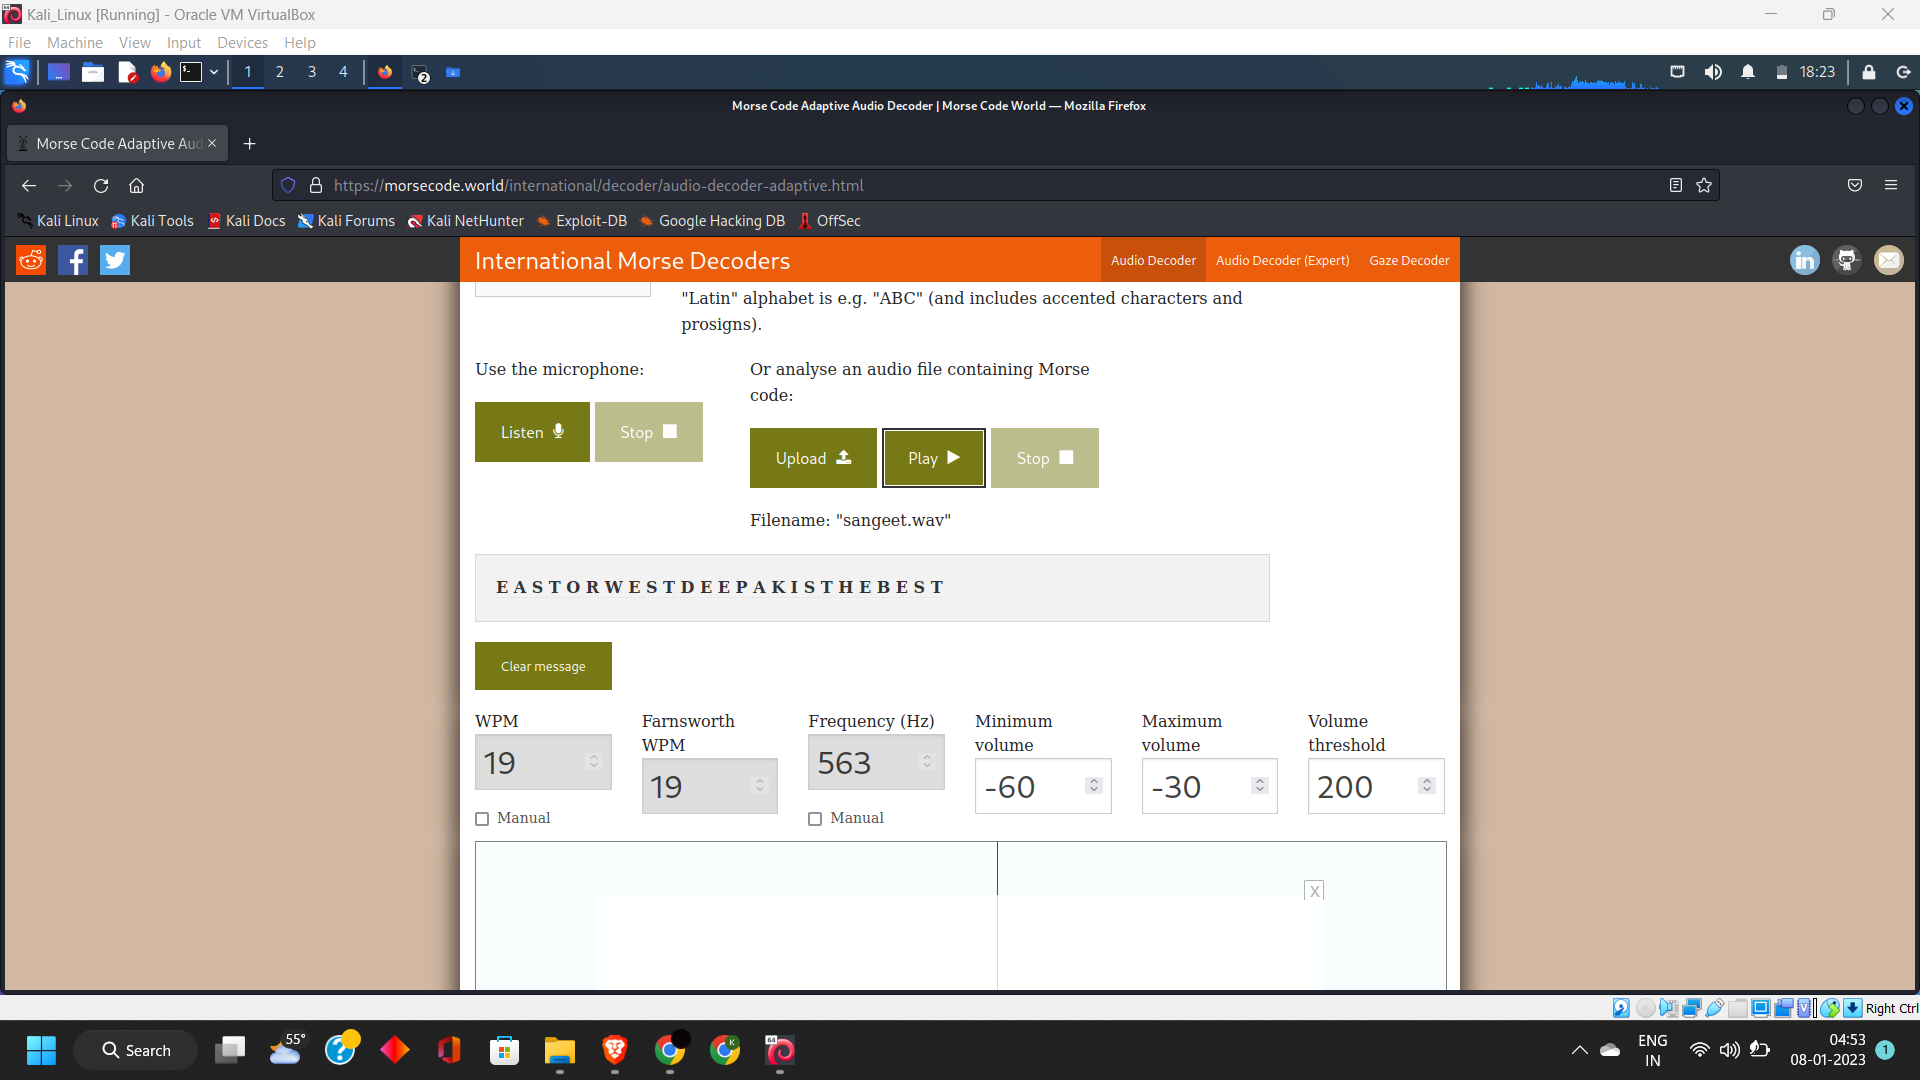 Kali_Linux [Running] - Oracle VM VirtualBox
File Machine View Input Devices Help
1 2 3 4 2 18:23
Morse Code Adaptive Audio Decoder | Morse Code World — Mozilla Firefox
Morse Code Adaptive Aud
https://morsecode.world/international/decoder/audio-decoder-adaptive.html
Kali Linux Kali Tools Kali Docs Kali Forums Kali NetHunter Exploit-DB Google Hacking DB OffSec
International Morse Decoders Audio Decoder Audio Decoder (Expert) Gaze Decoder
"Latin" alphabet is e.g. "ABC" (and includes accented characters and
prosigns).
Use the microphone:
Listen Stop
Or analyse an audio file containing Morse
code:
Upload Play Stop
Filename: "sangeet.wav"
E A S T O R W E S T D E E P A K I S T H E B E S T
Clear message
WPM
19
Manual
Farnsworth
WPM
19
Frequency (Hz)
563
Manual
Minimum
volume
-60
Maximum
volume
-30
Volume
threshold
200
X
Right Ctrl
Search
55°
ENG
IN
04:53
08-01-2023
1